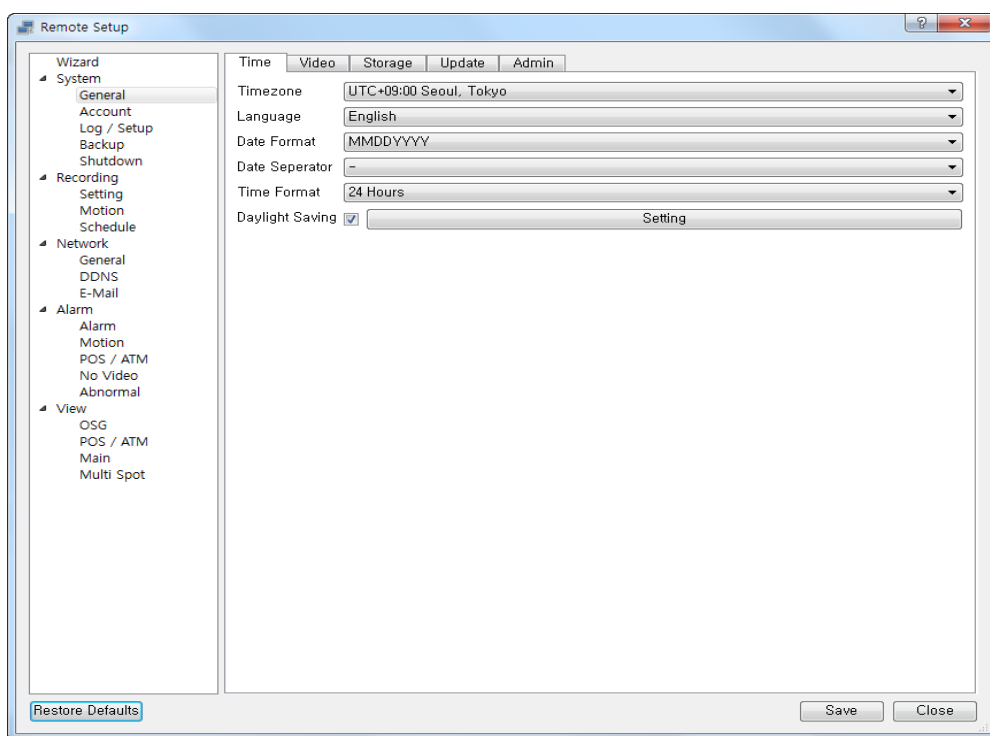 Remote Setup
Wizard
System
General
Account
Log / Setup
Backup
Shutdown
Recording
Setting
Motion
Schedule
Network
General
DDNS
E-Mail
Alarm
Alarm
Motion
POS / ATM
No Video
Abnormal
View
OSG
POS / ATM
Main
Multi Spot
Time Video Storage Update Admin
Timezone UTC+09:00 Seoul, Tokyo
Language English
Date Format MMDDYYYY
Date Seperator -
Time Format 24 Hours
Daylight Saving Setting
Restore Defaults Save Close